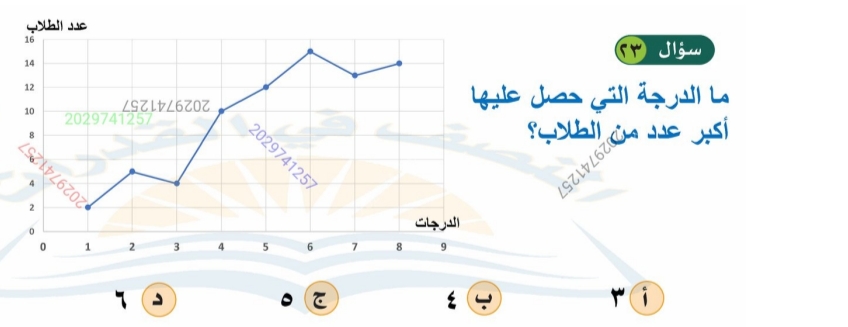 سؤال ٢٣
ما الدرجة التي حصل عليها
أكبر عدد من الطلاب؟
عدد الطلاب
16
14
12
10
8
6
4
2
0
0 1 2 3 4 5 6 7 8 9
الدرجات
2029741257
2029741257
2029741257
2029741257
2029741257
أ ٣
ب ٤
ج ٥
د ٦